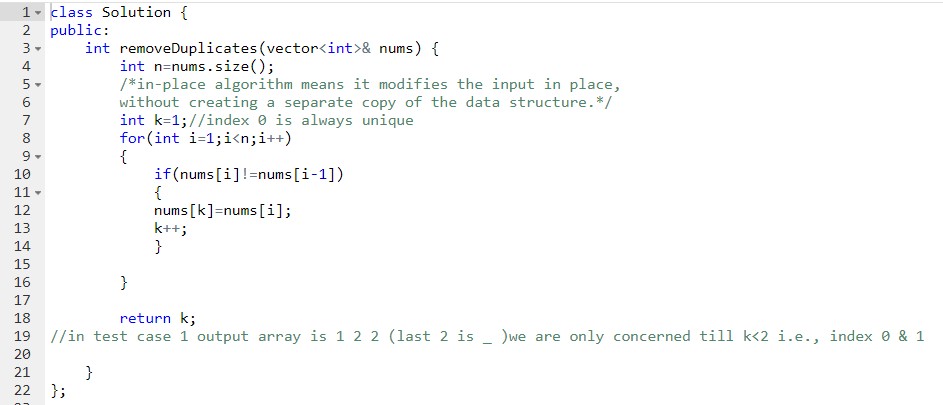 1 class Solution {
2 public:
3     int removeDuplicates(vector<int>& nums) {
4         int n=nums.size();
5         /*in-place algorithm means it modifies the input in place,
6         without creating a separate copy of the data structure.*/
7         int k=1;//index 0 is always unique
8         for(int i=1;i<n;i++)
9         {
10             if(nums[i]!=nums[i-1])
11             {
12             nums[k]=nums[i];
13             k++;
14             }
15
16         }
17
18         return k;
19 //in test case 1 output array is 1 2 2 (last 2 is _ )we are only concerned till k<2 i.e., index 0 & 1
20
21     }
22 };